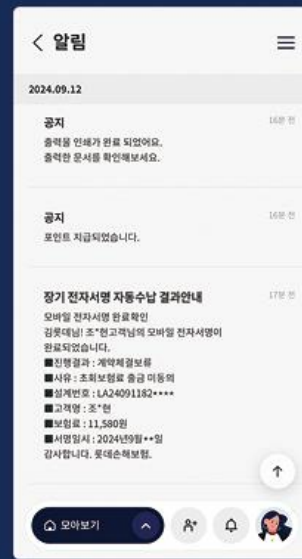 알림
2024.09.12
공지
16분 전
출력물 인쇄가 완료 되었어요.
출력한 문서를 확인해보세요.
공지
16분 전
포인트 지급되었습니다.
장기 전자서명 자동수납 결과안내
17분 전
모바일 전자서명 완료확인
김롯데님! 조*현고객님의 모바일 전자서명이
완료되었습니다.
■진행결과 : 계약체결보류
■사유 : 초회보험료 출금 미동의
■설계번호 : LA24091182****
■고객명 : 조*현
■보험료 : 11,580원
■서명일시 : 2024년9월**일
감사합니다. 롯데손해보험.
모아보기